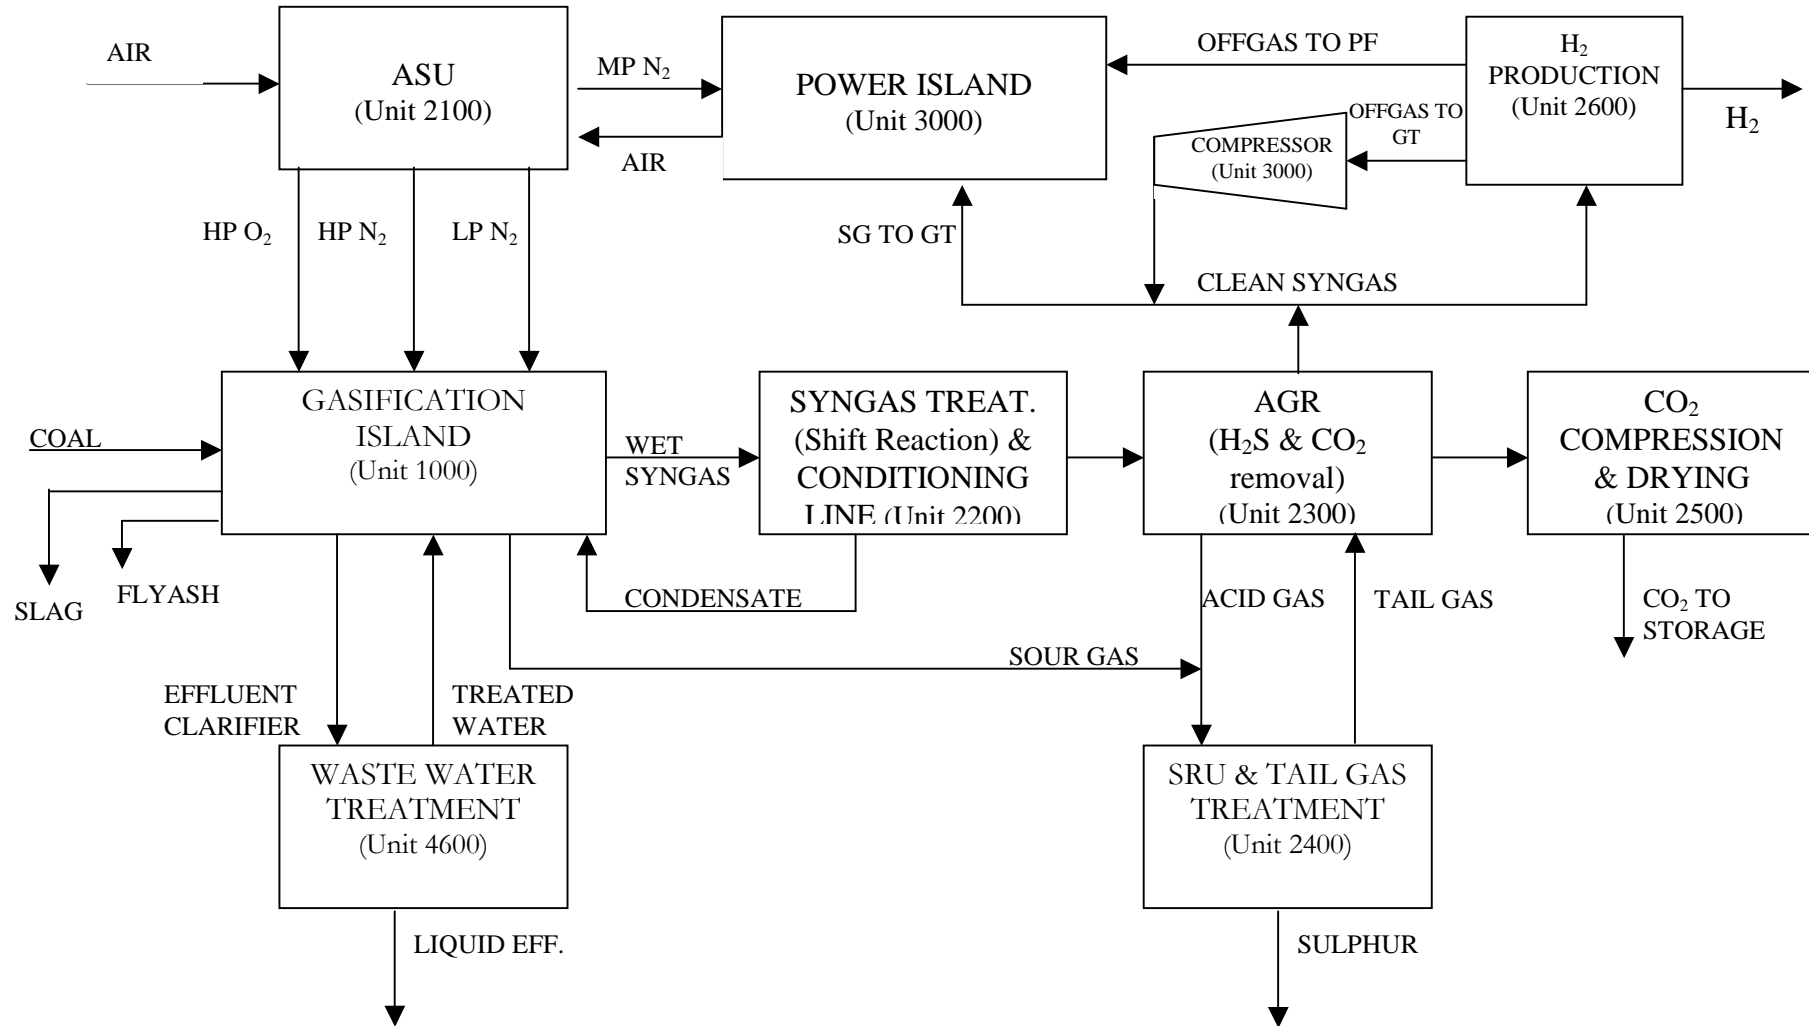 AIR
ASU
(Unit 2100)
MP N₂
AIR
POWER ISLAND
(Unit 3000)
OFFGAS TO PF
H₂
PRODUCTION
(Unit 2600)
H₂
OFFGAS TO
GT
COMPRESSOR
(Unit 3000)
HP O₂
HP N₂
LP N₂
SG TO GT
CLEAN SYNGAS
COAL
GASIFICATION
ISLAND
(Unit 1000)
WET
SYNGAS
SYNGAS TREAT.
(Shift Reaction) &
CONDITIONING
LINE (Unit 2200)
AGR
(H₂S & CO₂
removal)
(Unit 2300)
CO₂
COMPRESSION
& DRYING
(Unit 2500)
SLAG
FLYASH
CONDENSATE
ACID GAS
TAIL GAS
CO₂ TO
STORAGE
SOUR GAS
EFFLUENT
CLARIFIER
TREATED
WATER
WASTE WATER
TREATMENT
(Unit 4600)
SRU & TAIL GAS
TREATMENT
(Unit 2400)
LIQUID EFF.
SULPHUR